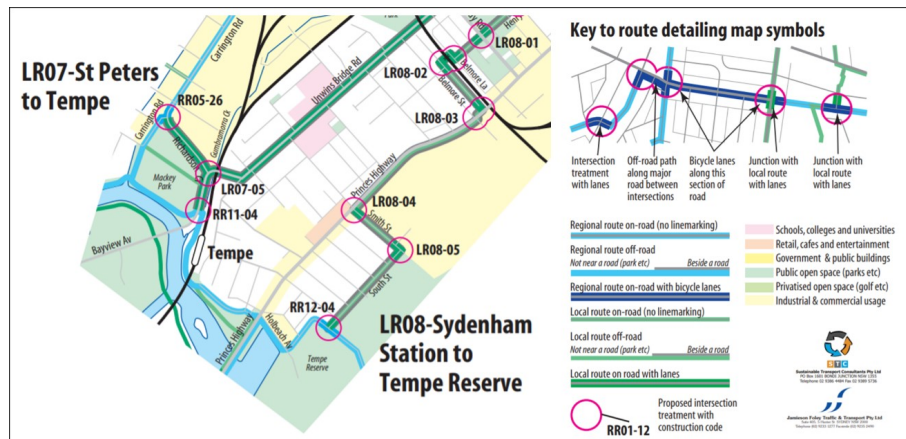 LR07-St Peters
to Tempe
Carrington Rd
Unwins Bridge Rd
Henry
LR08-01
LR08-02
Belmore La
Belmore St
LR08-03
RR05-26
Carrington Rd
Richardson
Gumbramorra Ck
Mackey
Park
LR07-05
RR11-04
Bayview Av
Tempe
Princes Highway
LR08-04
Smith St
LR08-05
South St
RR12-04
Holbeach Av
Princes Highway
Tempe
Reserve
LR08-Sydenham
Station to
Tempe Reserve
Key to route detailing map symbols
Intersection
treatment
with lanes
Off-road path
along major
road between
intersections
Bicycle lanes
along this
section of
road
Junction with
local route
with lanes
Junction with
local route
with lanes
Regional route on-road (no linemarking)
Regional route off-road
Not near a road (park etc) Beside a road
Regional route on-road with bicycle lanes
Local route on-road (no linemarking)
Local route off-road
Not near a road (park etc) Beside a road
Local route on road with lanes
RR01-12
Proposed intersection
treatment with
construction code
Schools, colleges and universities
Retail, cafes and entertainment
Government & public buildings
Public open space (parks etc)
Privatised open space (golf etc)
Industrial & commercial usage
STC
Sustainable Transport Consultants Pty Ltd
Jamieson Foley Traffic & Transport Pty Ltd